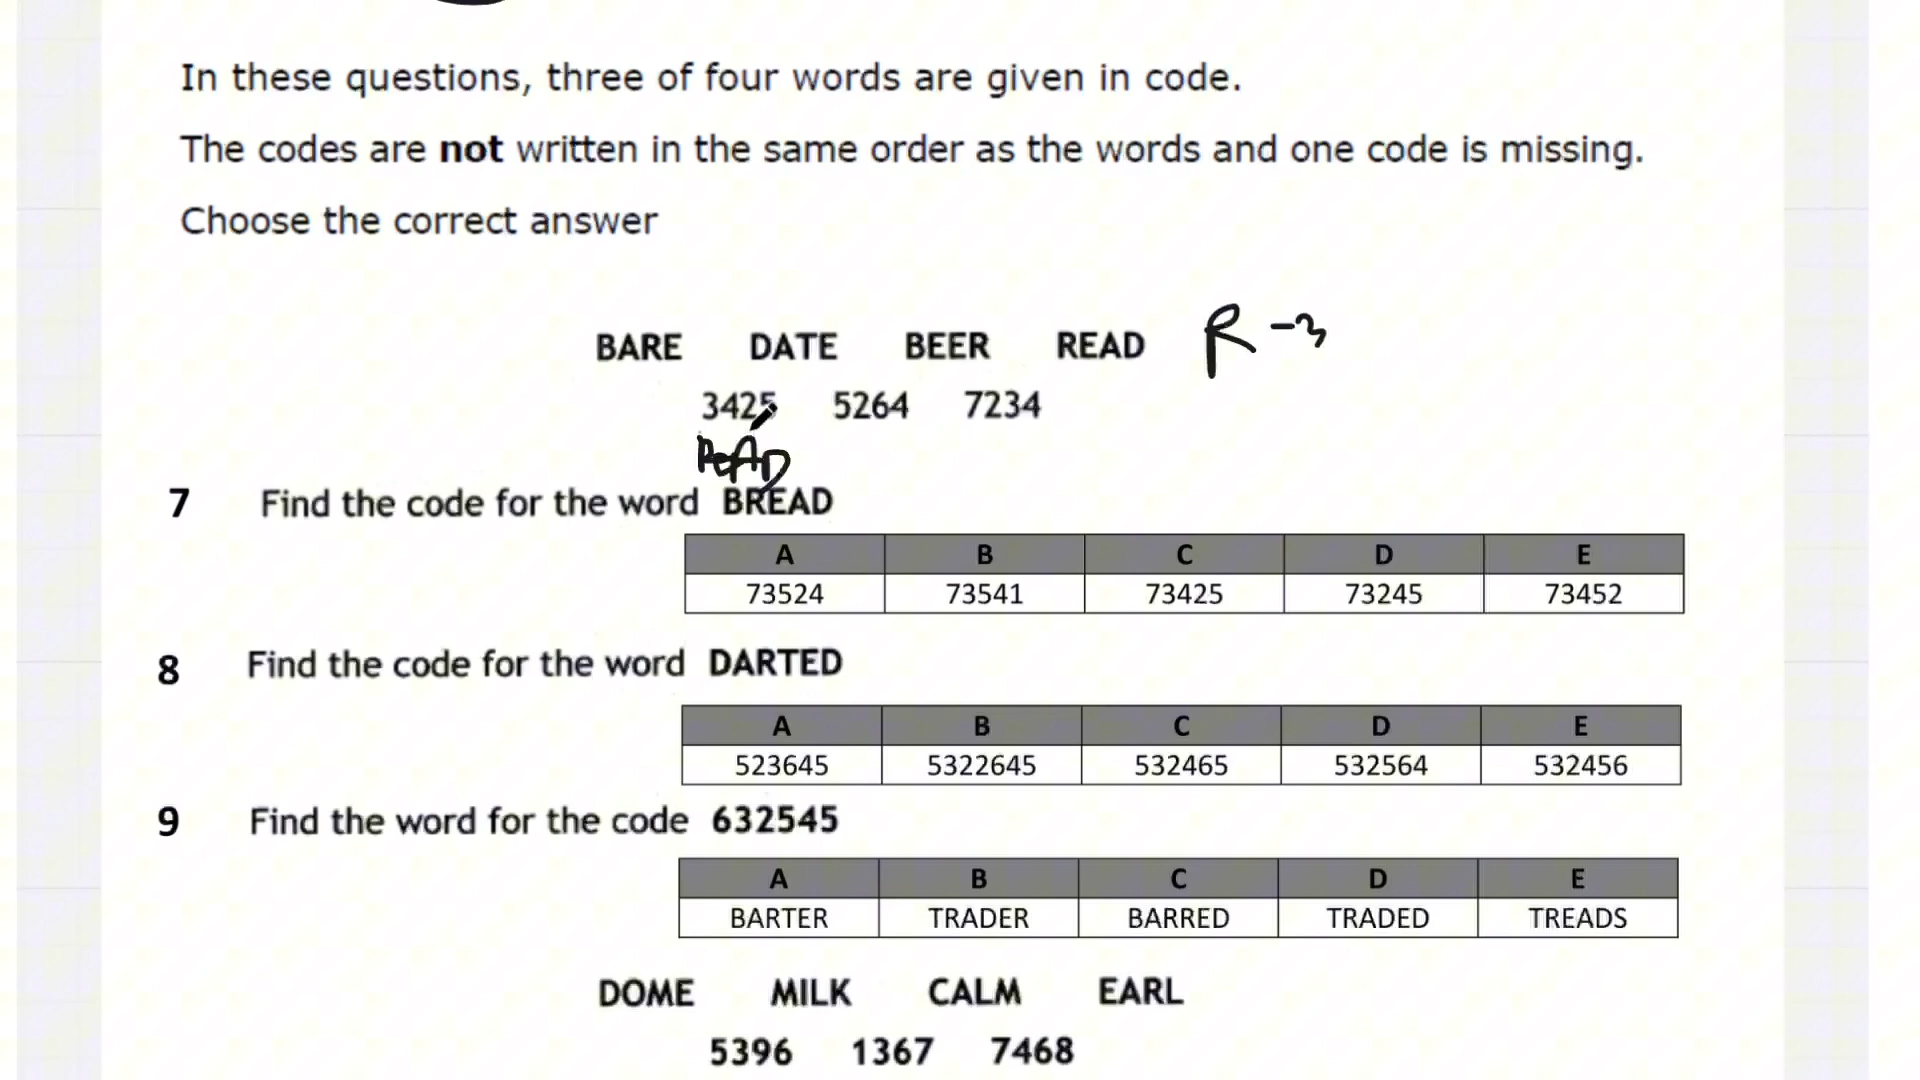 In these questions, three of four words are given in code.
The codes are not written in the same order as the words and one code is missing.
Choose the correct answer
BARE DATE BEER READ R -3
3425 5264 7234
READ
7 Find the code for the word BREAD
A B C D E
73524 73541 73425 73245 73452
8 Find the code for the word DARTED
A B C D E
523645 5322645 532465 532564 532456
9 Find the word for the code 632545
A B C D E
BARTER TRADER BARRED TRADED TREADS
DOME MILK CALM EARL
5396 1367 7468